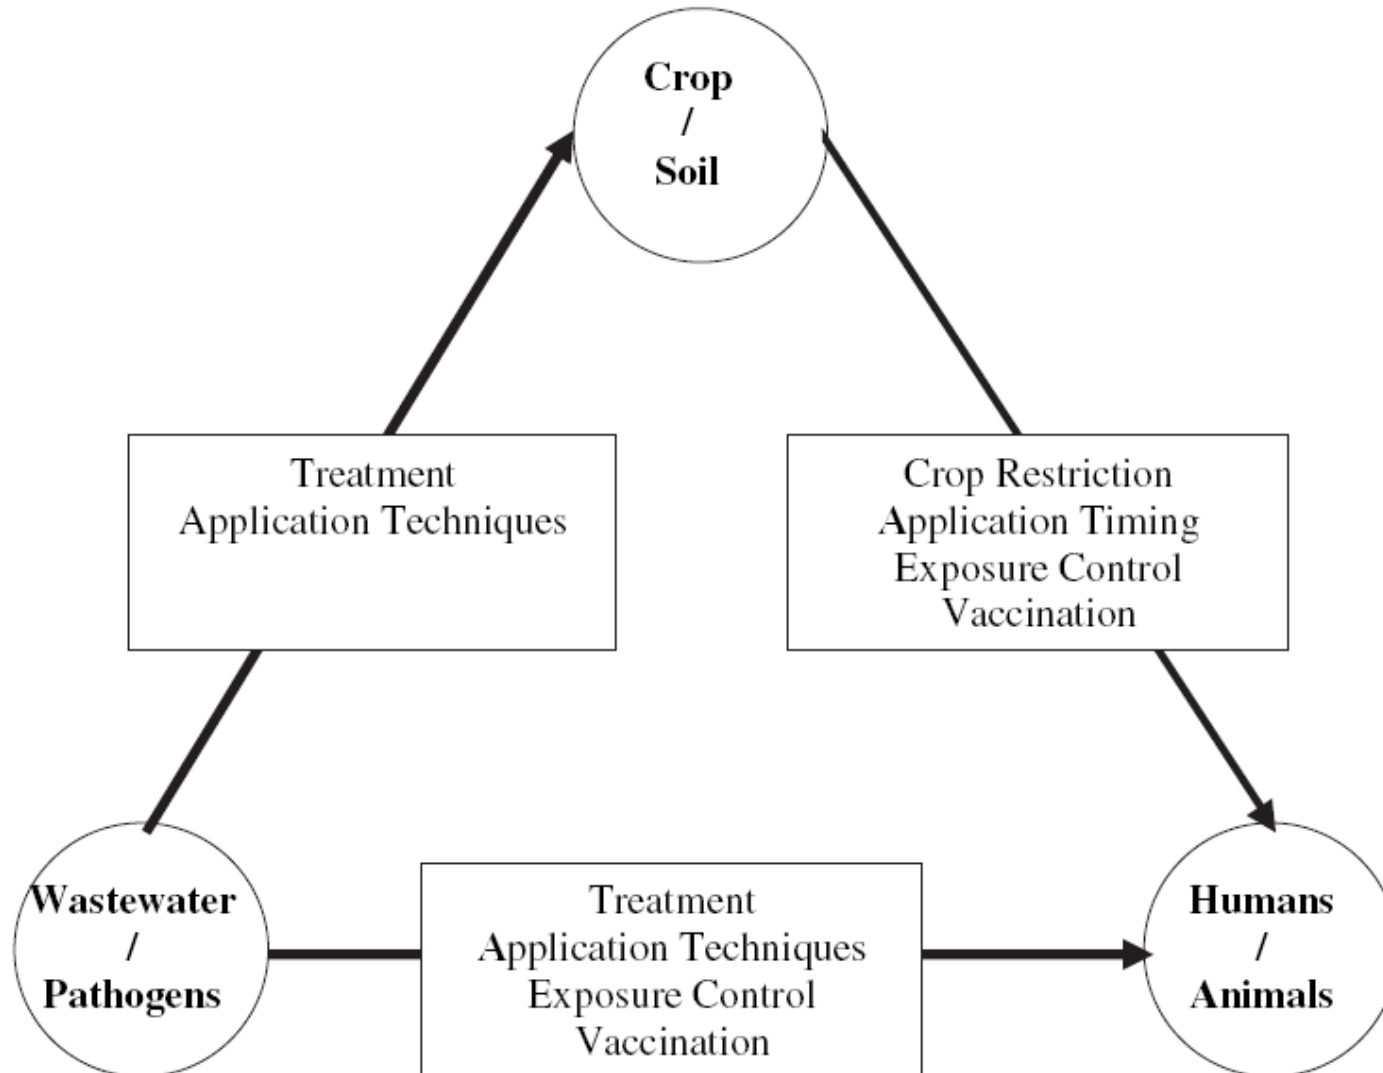 Crop
/
Soil
Treatment
Application Techniques
Crop Restriction
Application Timing
Exposure Control
Vaccination
Wastewater
/
Pathogens
Treatment
Application Techniques
Exposure Control
Vaccination
Humans
/
Animals